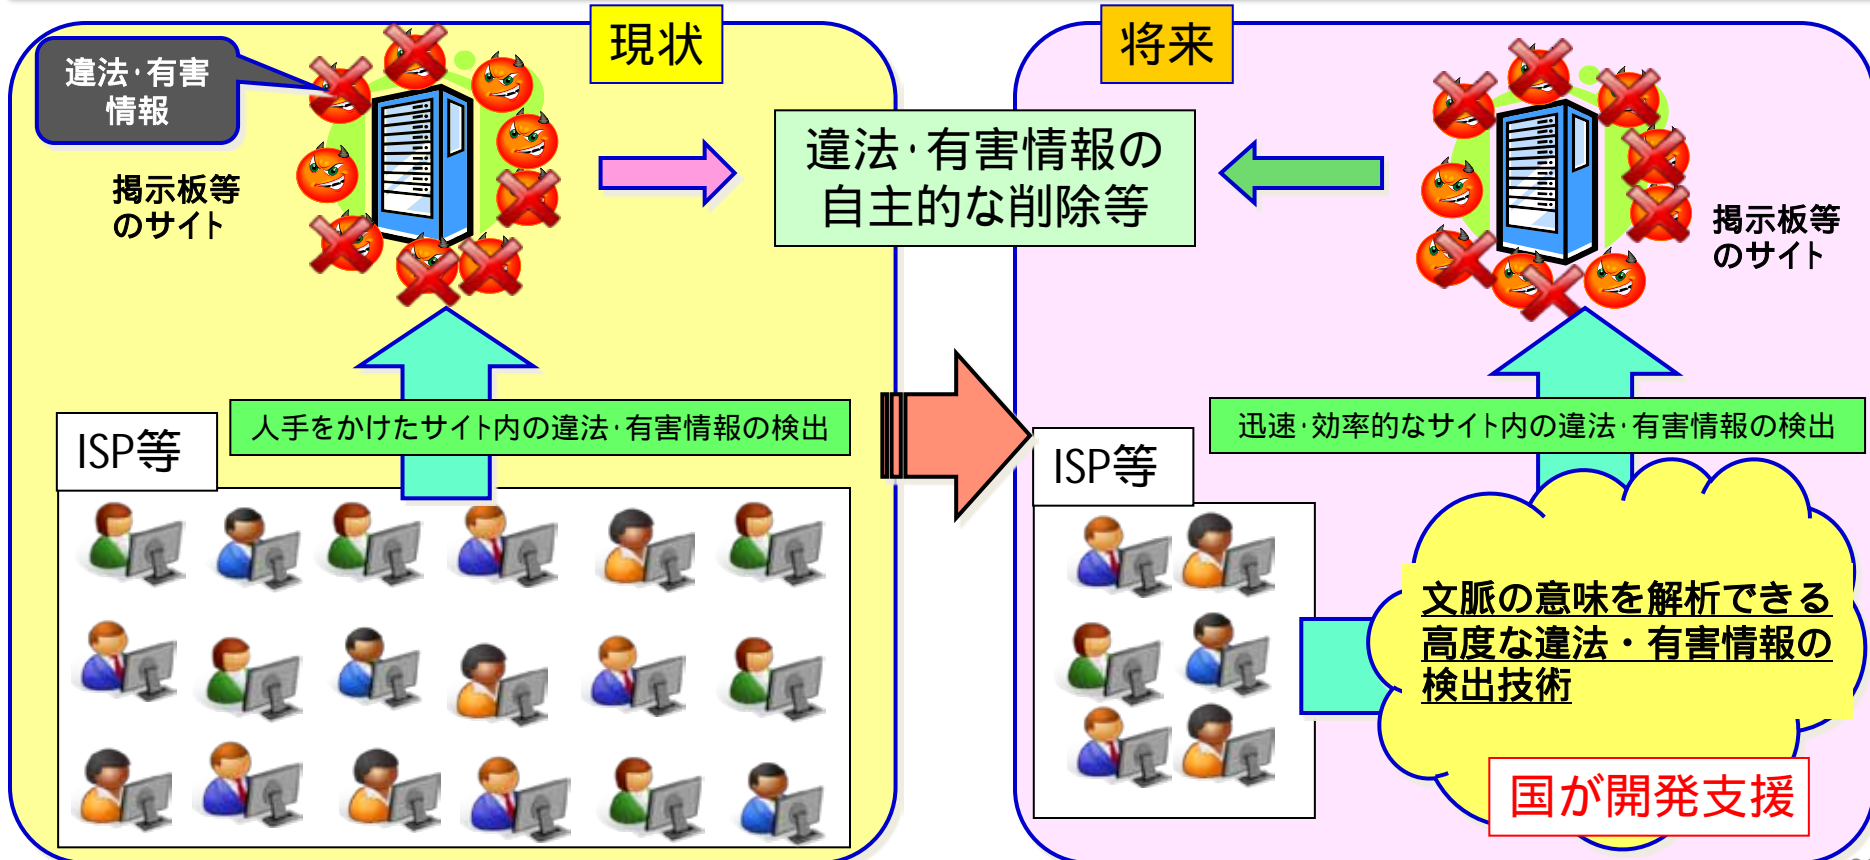 現状
将来
違法・有害
情報
掲示板等
のサイト
違法・有害情報の
自主的な削除等
掲示板等
のサイト
人手をかけたサイト内の違法・有害情報の検出
迅速・効率的なサイト内の違法・有害情報の検出
ISP等
ISP等
文脈の意味を解析できる
高度な違法・有害情報の
検出技術
国が開発支援